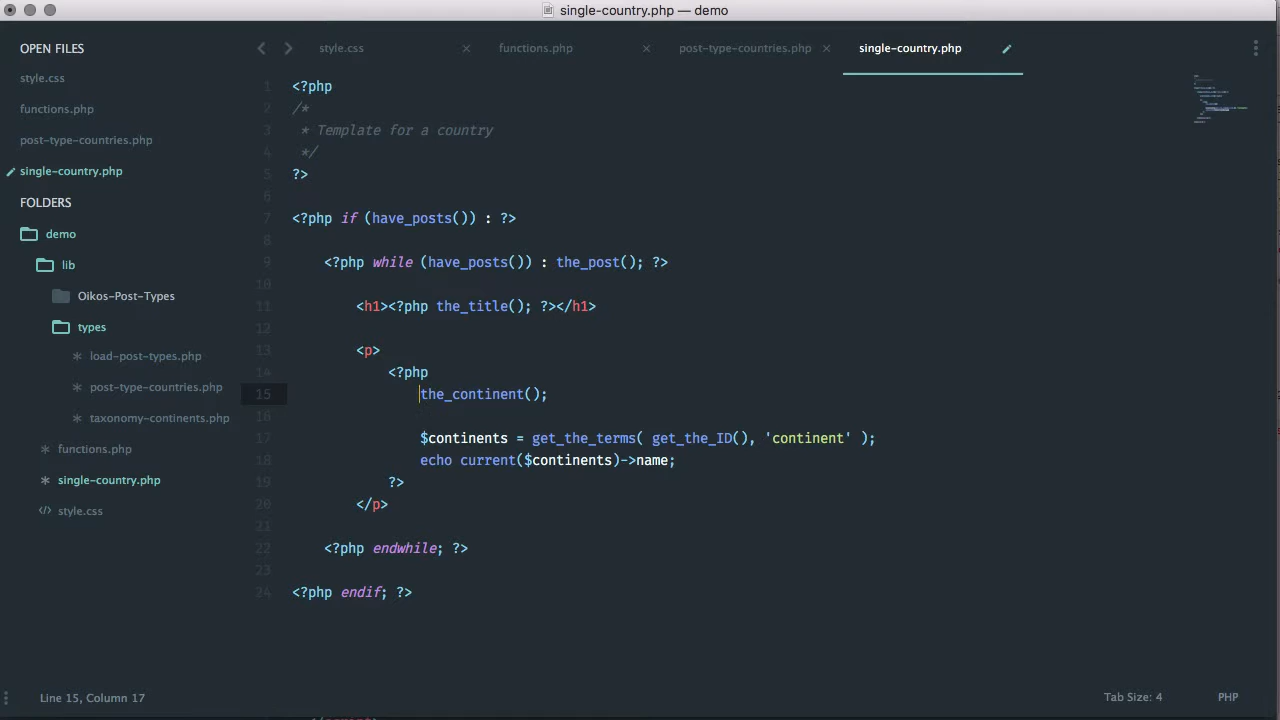 single-country.php — demo
OPEN FILES
style.css
functions.php
post-type-countries.php
single-country.php
FOLDERS
demo
lib
Oikos-Post-Types
types
load-post-types.php
post-type-countries.php
taxonomy-continents.php
functions.php
single-country.php
style.css
style.css
functions.php
post-type-countries.php
single-country.php
1 <?php
2 /*
3 * Template for a country
4 */
5 ?>
6
7 <?php if (have_posts()) : ?>
8
9 <?php while (have_posts()) : the_post(); ?>
10
11 <h1><?php the_title(); ?></h1>
12
13 <p>
14 <?php
15 the_continent();
16
17 $continents = get_the_terms( get_the_ID(), 'continent' );
18 echo current($continents)->name;
19 ?>
20 </p>
21
22 <?php endwhile; ?>
23
24 <?php endif; ?>
Line 15, Column 17
Tab Size: 4
PHP